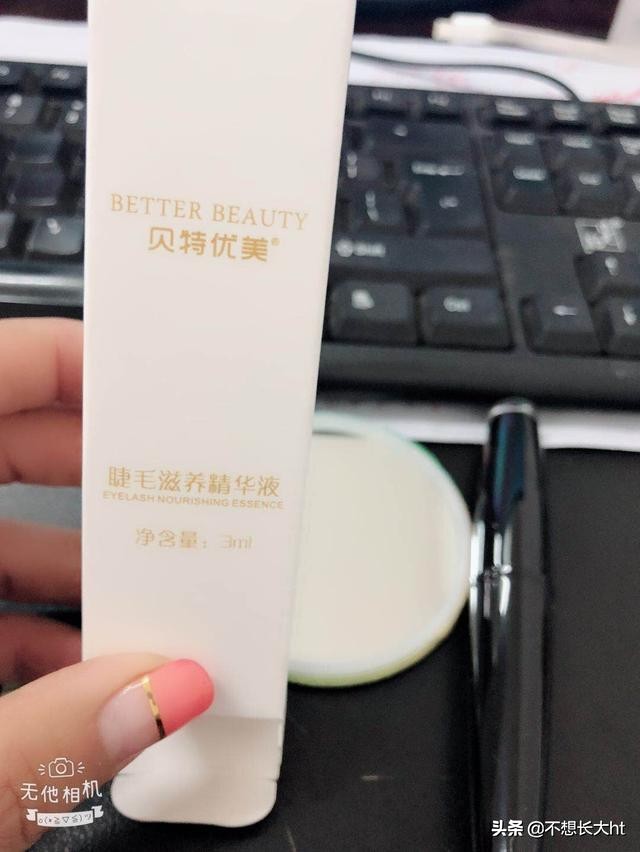 BETTER BEAUTY
贝特优美®
睫毛滋养精华液
EYELASH NOURISHING ESSENCE
净含量：3ml
无他相机
头条 @不想长大ht